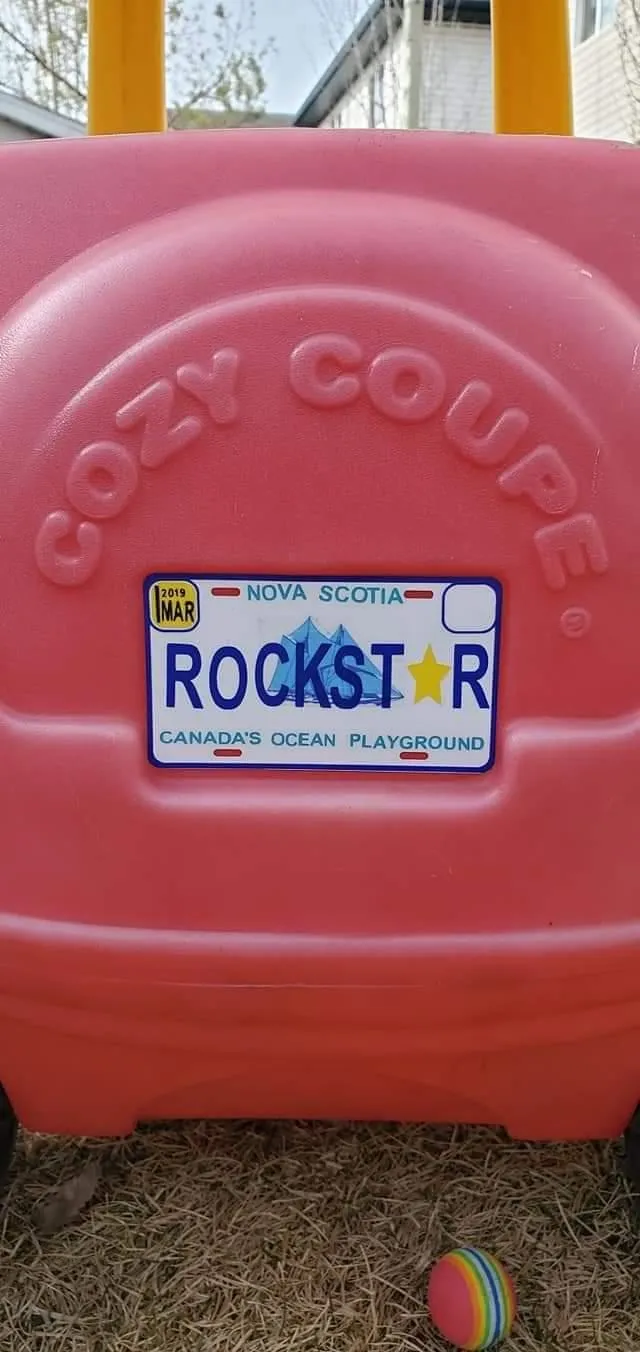 COZY COUPE®
2019
MAR
NOVA SCOTIA
ROCKST★R
CANADA'S OCEAN PLAYGROUND